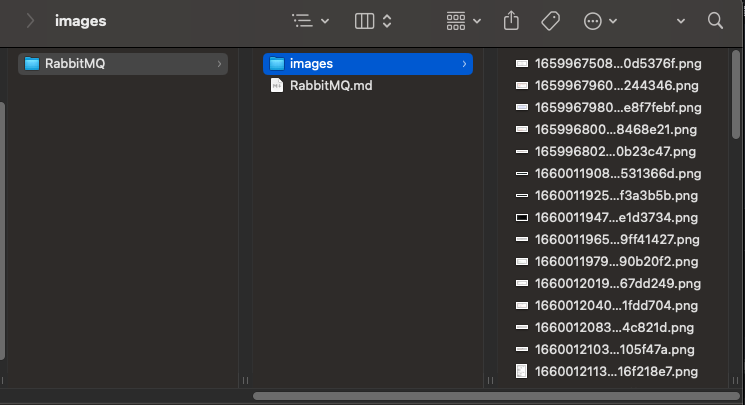 images
RabbitMQ
images
RabbitMQ.md
1659967508...0d5376f.png
1659967960...244346.png
1659967980...e8f7febf.png
165996800...8468e21.png
165996802...0b23c47.png
1660011908...531366d.png
1660011925...f3a3b5b.png
1660011947...e1d3734.png
1660011965...9ff41427.png
1660011979...90b20f2.png
1660012019...67dd249.png
1660012040...1fdd704.png
1660012083...4c821d.png
1660012103...105f47a.png
1660012113...16f218e7.png